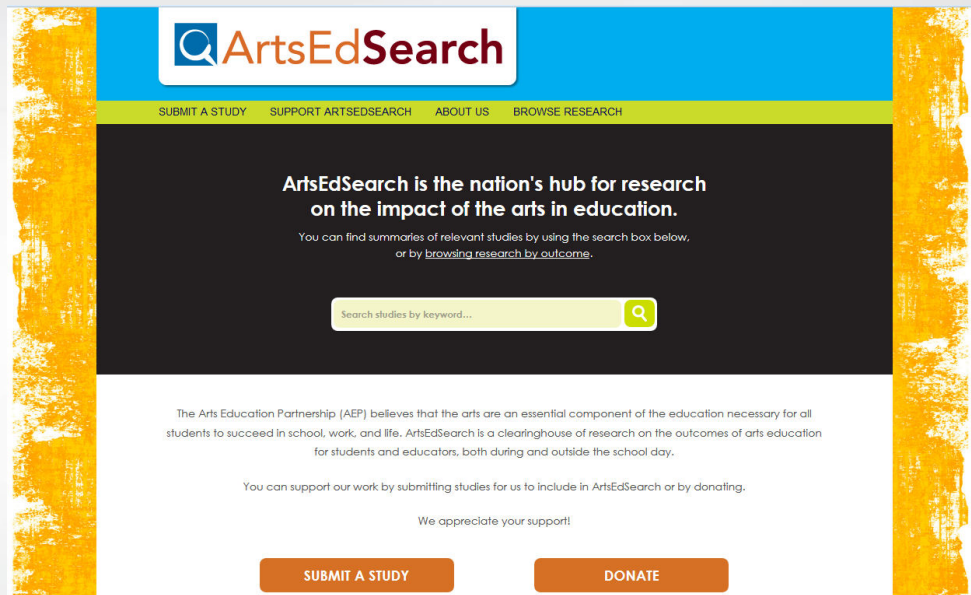 ArtsEdSearch
SUBMIT A STUDY SUPPORT ARTSEDSEARCH ABOUT US BROWSE RESEARCH
ArtsEdSearch is the nation's hub for research
on the impact of the arts in education.
You can find summaries of relevant studies by using the search box below,
or by browsing research by outcome.
Search studies by keyword...
The Arts Education Partnership (AEP) believes that the arts are an essential component of the education necessary for all
students to succeed in school, work, and life. ArtsEdSearch is a clearinghouse of research on the outcomes of arts education
for students and educators, both during and outside the school day.
You can support our work by submitting studies for us to include in ArtsEdSearch or by donating.
We appreciate your support!
SUBMIT A STUDY DONATE